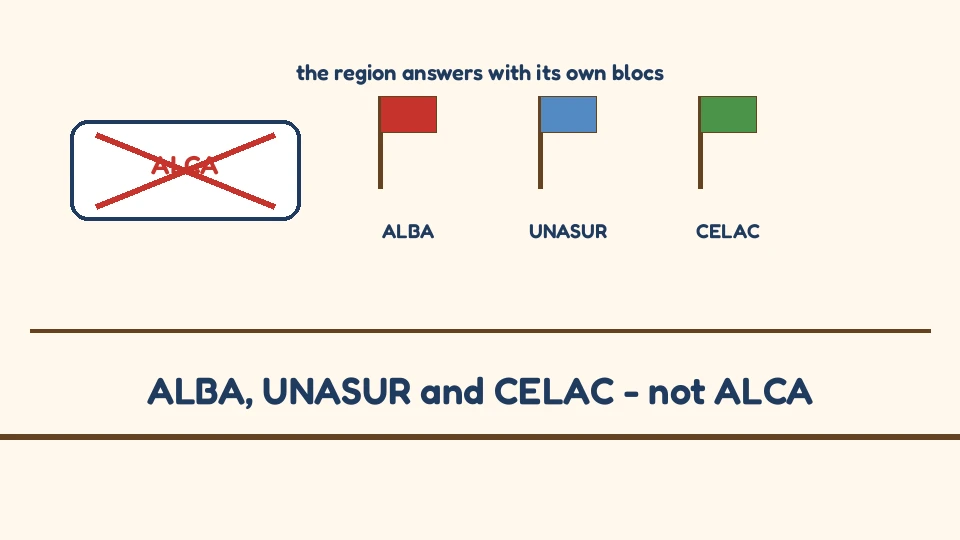 the region answers with its own blocs
ALCA
ALBA
UNASUR
CELAC
ALBA, UNASUR and CELAC - not ALCA